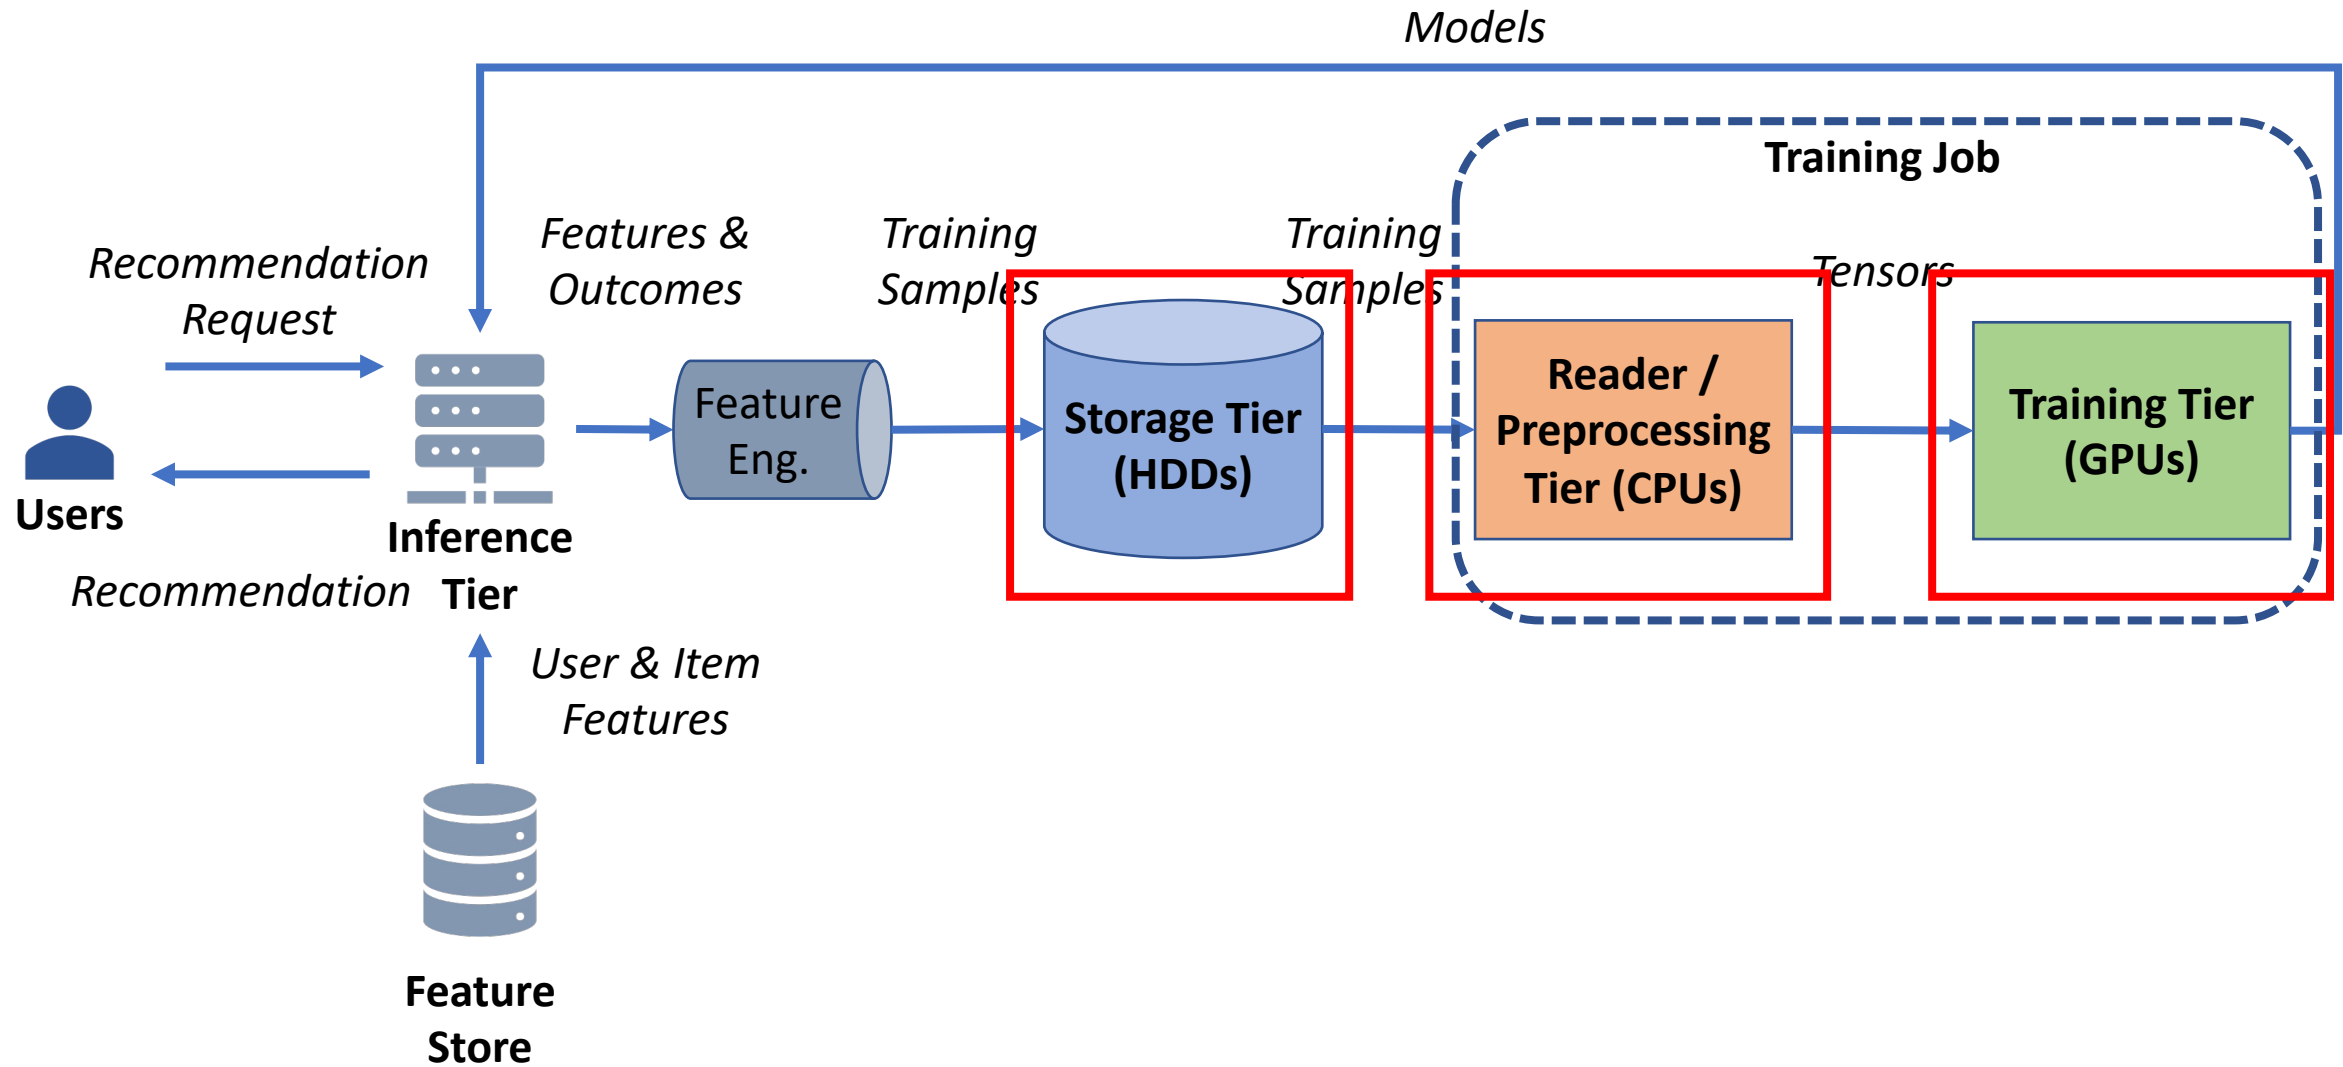 Models
Training Job
Recommendation
Request
Features &
Outcomes
Training
Samples
Training
Samples
Tensors
Users
Recommendation
Inference
Tier
Feature
Eng.
Storage Tier
(HDDs)
Reader /
Preprocessing
Tier (CPUs)
Training Tier
(GPUs)
User & Item
Features
Feature
Store